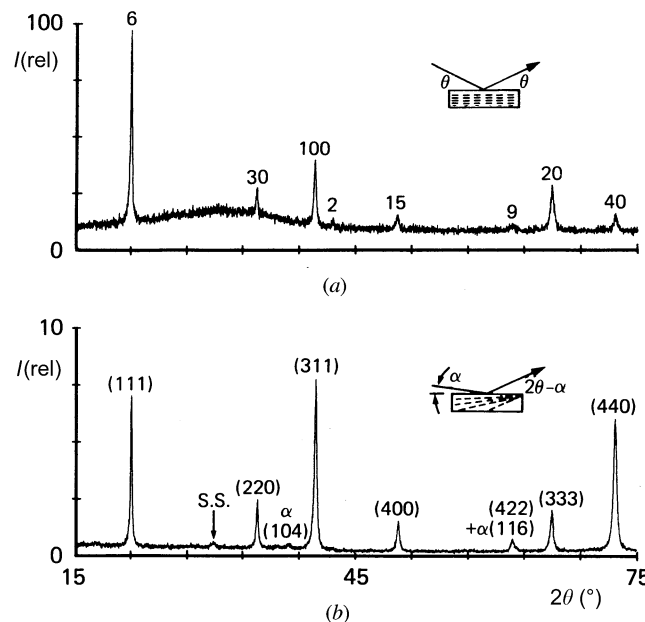 100
I(rel)
0
6
30
100
2
15
9
20
40
θ θ
(a)
10
I(rel)
0
(111)
S.S.
(220)
α
(104)
(311)
(400)
(422)
+α(116)
(333)
(440)
α
2θ–α
15
45
75
2θ (°)
(b)